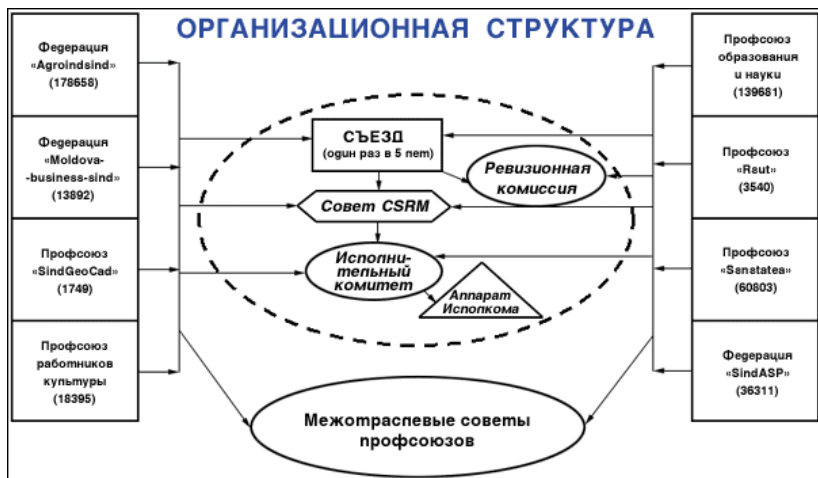 ОРГАНИЗАЦИОННАЯ СТРУКТУРА
Федерация
«Agroindsind»
(178658)
Федерация
«Moldova-
-business-sind»
(13892)
Профсоюз
«SindGeoCad»
(1749)
Профсоюз
работников
культуры
(18395)
СЪЕЗД
(один раз в 5 лет)
Ревизионная
комиссия
Совет CSRM
Исполни-
тельный
комитет
Аппарат
Исполкома
Межотраслевые советы
профсоюзов
Профсоюз
образования
и науки
(139681)
Профсоюз
«Raut»
(3540)
Профсоюз
«Sanatatea»
(60803)
Федерация
«SindASP»
(36311)